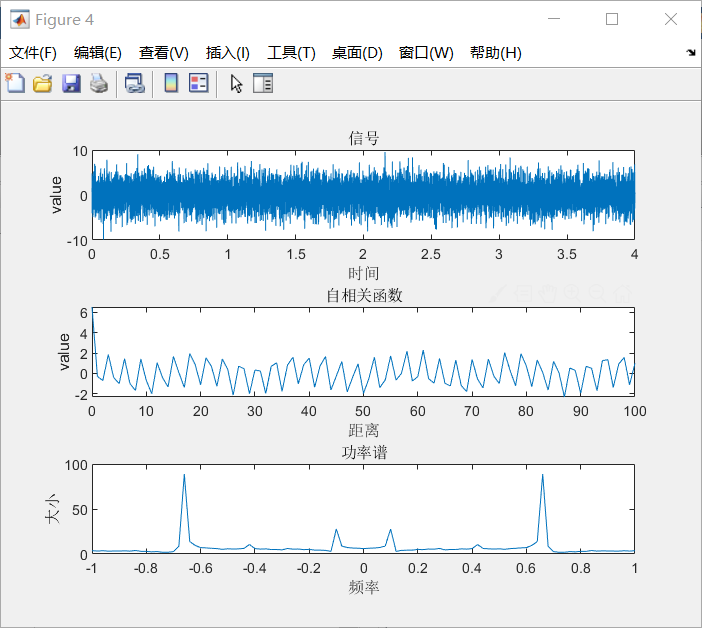 Figure 4
文件(F) 编辑(E) 查看(V) 插入(I) 工具(T) 桌面(D) 窗口(W) 帮助(H)
信号
10
0
-10
value
0 0.5 1 1.5 2 2.5 3 3.5 4
时间
自相关函数
6
4
2
0
-2
value
0 10 20 30 40 50 60 70 80 90 100
距离
功率谱
100
50
0
大小
-1 -0.8 -0.6 -0.4 -0.2 0 0.2 0.4 0.6 0.8 1
频率